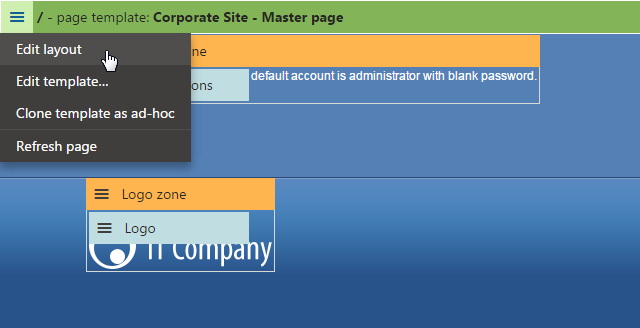 / - page template: Corporate Site - Master page
Edit layout
ne
default account is administrator with blank password.
Edit template...
ons
Clone template as ad-hoc
Refresh page
Logo zone
Logo
IT Company